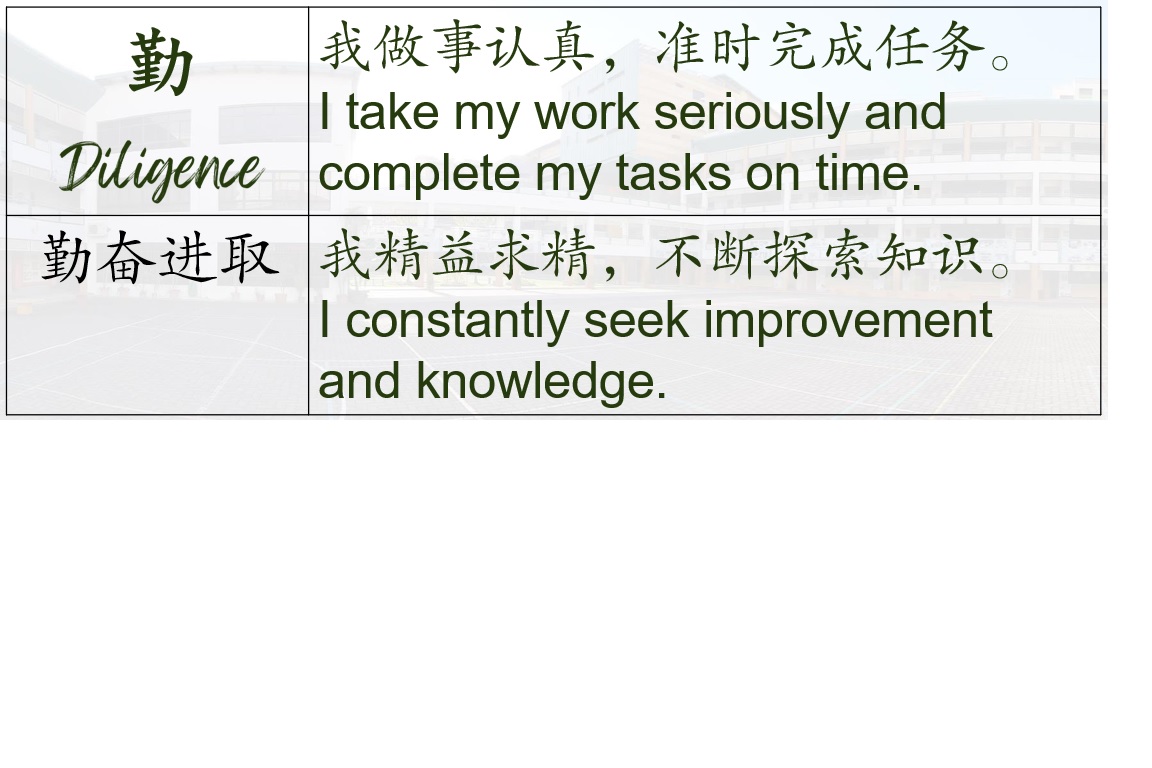 勤
Diligence
我做事认真，准时完成任务。
I take my work seriously and
complete my tasks on time.
勤奋进取
我精益求精，不断探索知识。
I constantly seek improvement
and knowledge.